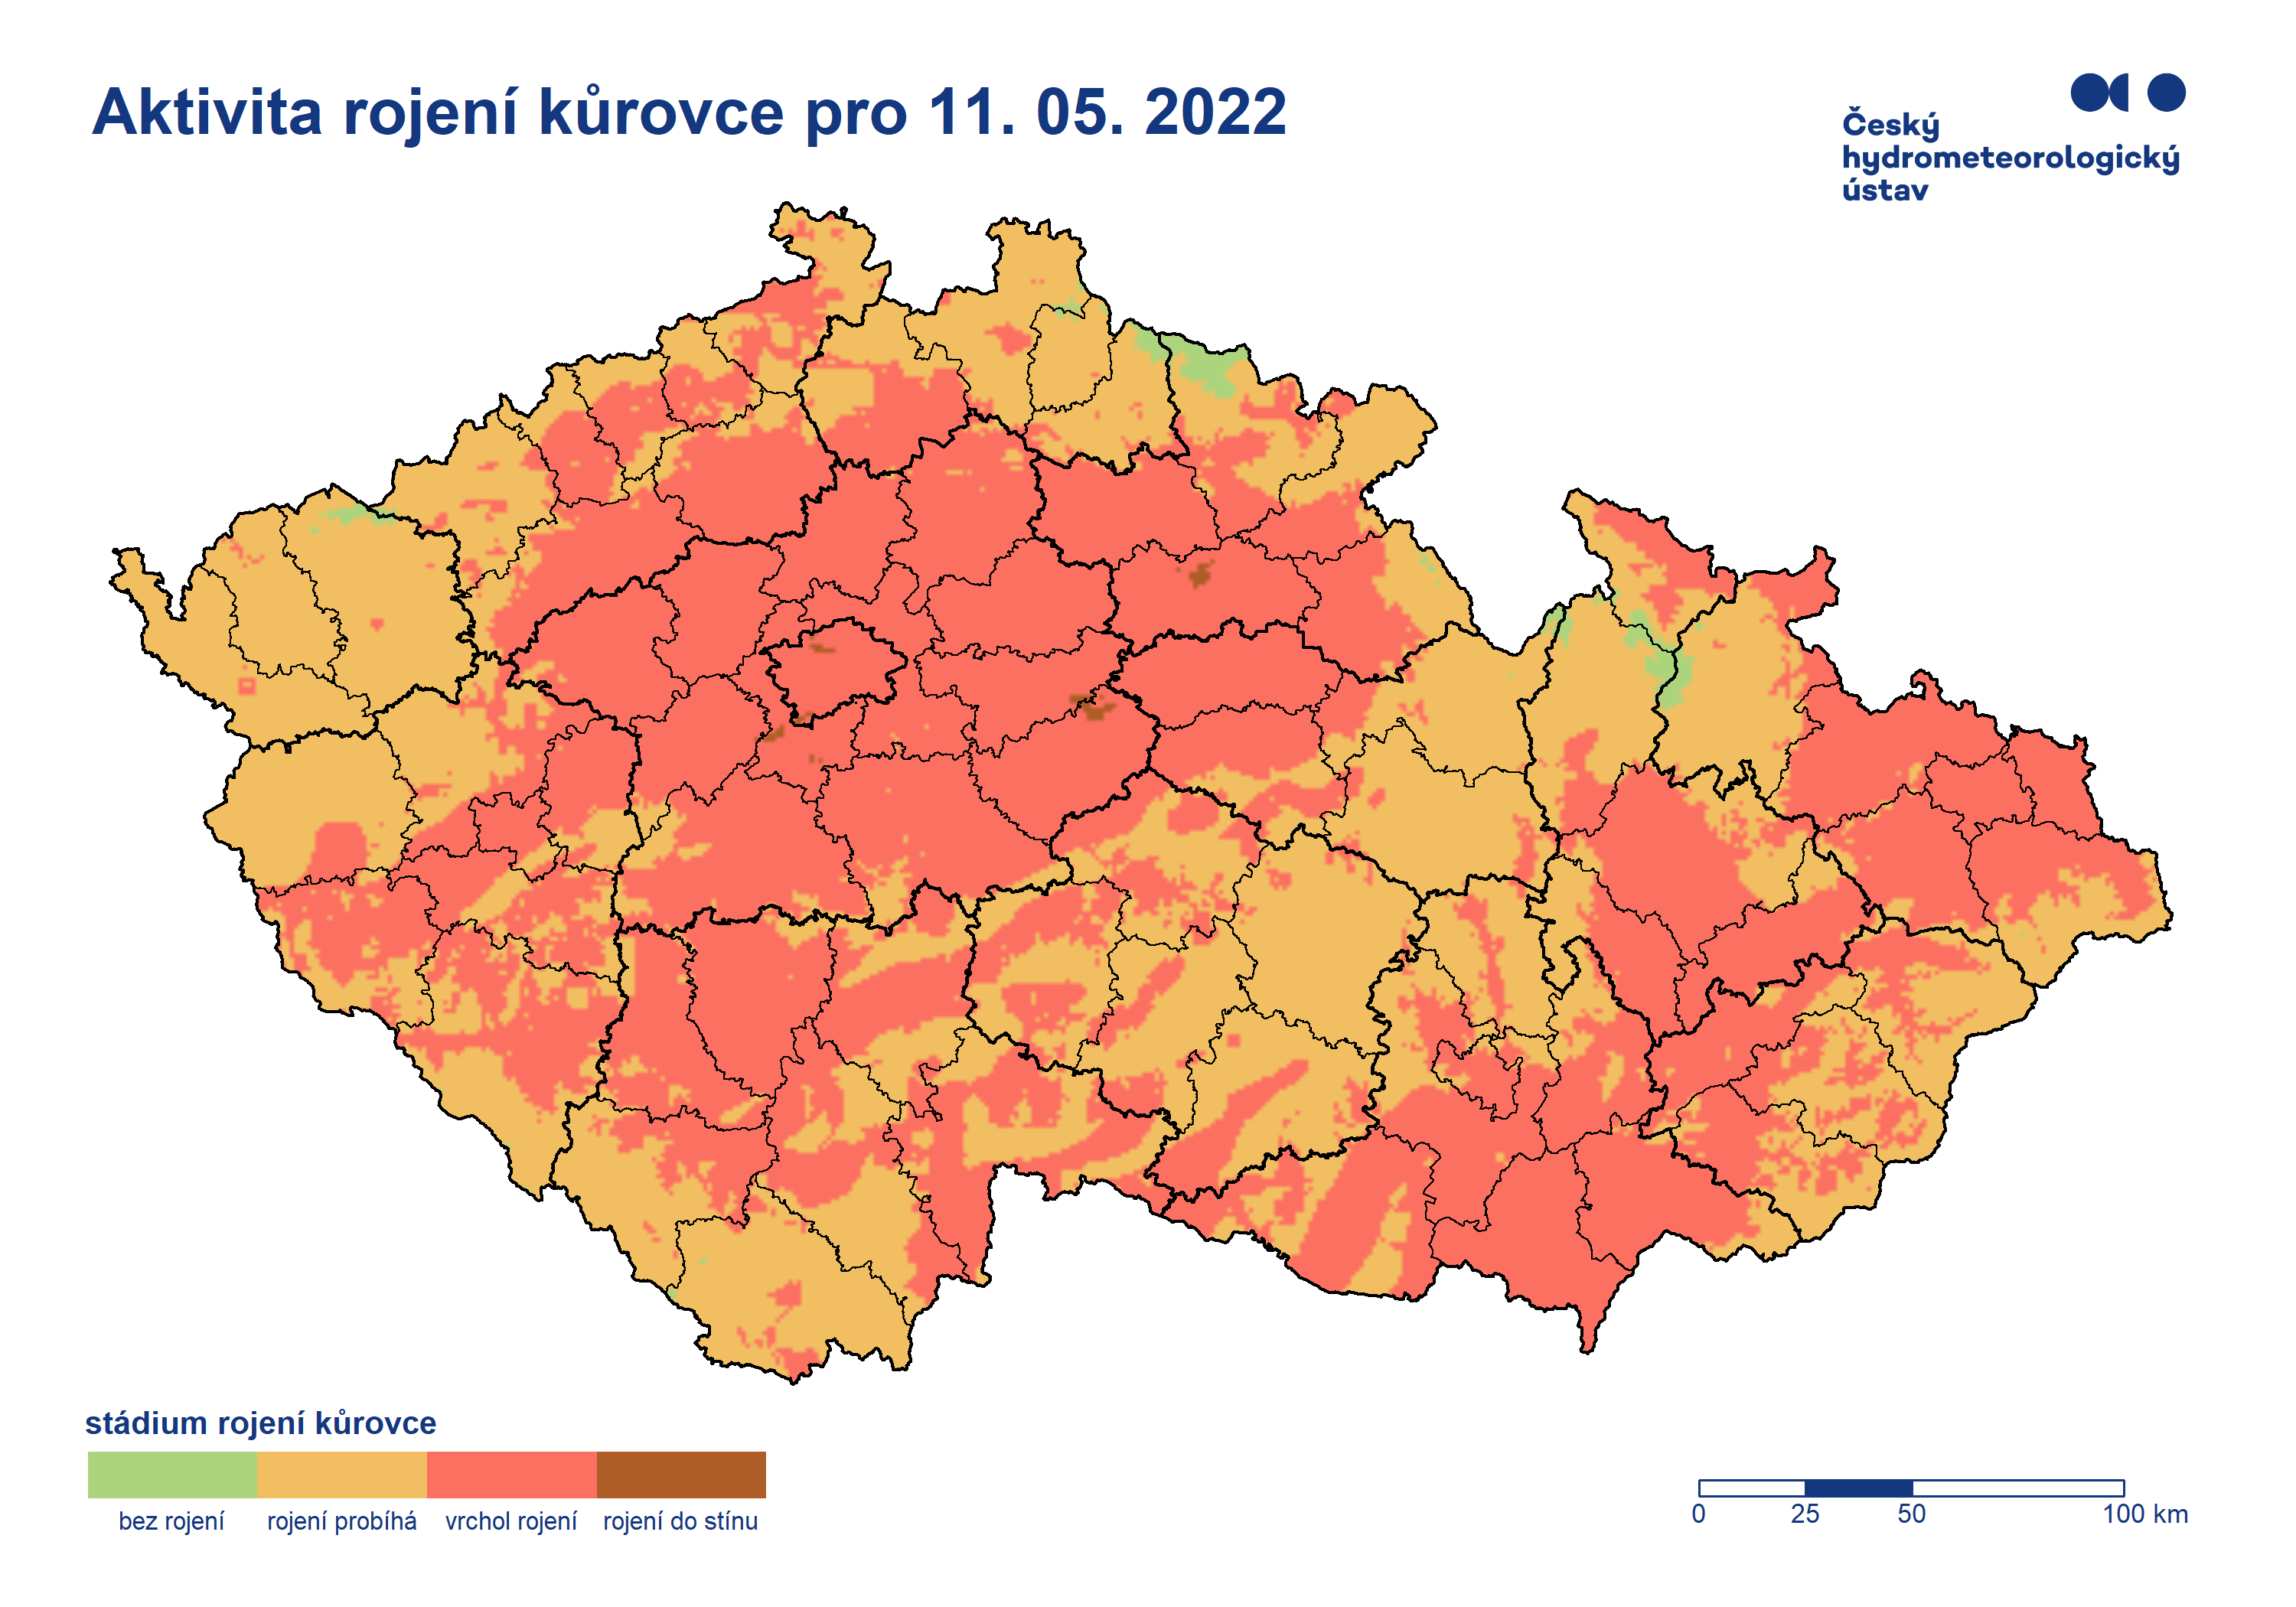 Aktivita rojení kůrovce pro 11. 05. 2022
Český
hydrometeorologický
ústav
stádium rojení kůrovce
bez rojení rojení probíhá vrchol rojení rojení do stínu
0 25 50 100 km